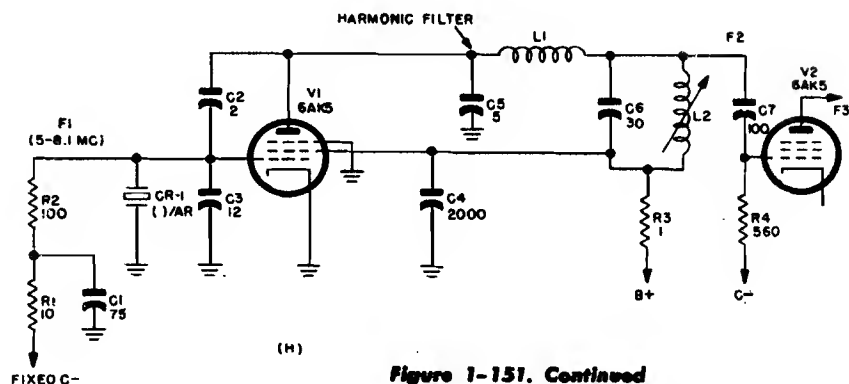 HARMONIC FILTER
L1
F2
C2
2
V1
6AK5
C5
5
C6
30
L2
C7
100
V2
6AK5
F3
F1
(5-8.1 MC)
R2
100
CR-1
( )/AR
C3
12
C4
2000
R3
1
R4
560
R1
10
C1
75
B+
C-
(H)
FIXED C-
Figure 1-151. Continued